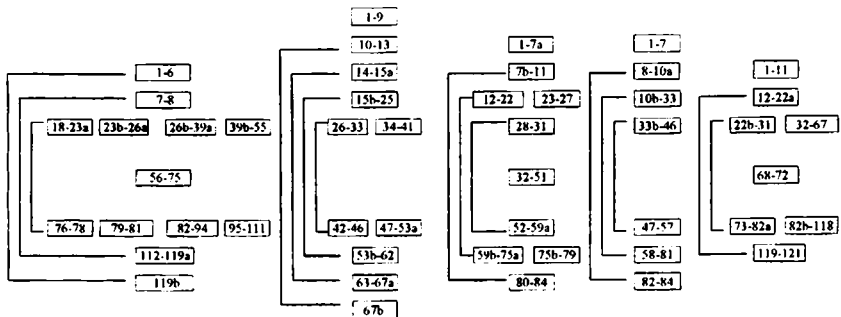 1-6
7-8
18-23a 23b-26a 26b-39a 39b-55
56-75
76-78 79-81 82-94 95-111
112-119a
119b
1-9
10-13
14-15a
15b-25
26-33 34-41
42-46 47-53a
53b-62
63-67a
67b
1-7a
7b-11
12-22 23-27
28-31
32-51
52-59a
59b-75a 75b-79
80-84
1-7
8-10a
10b-33
33b-46
47-57
58-81
82-84
1-11
12-22a
22b-31 32-67
68-72
73-82a 82b-118
119-121